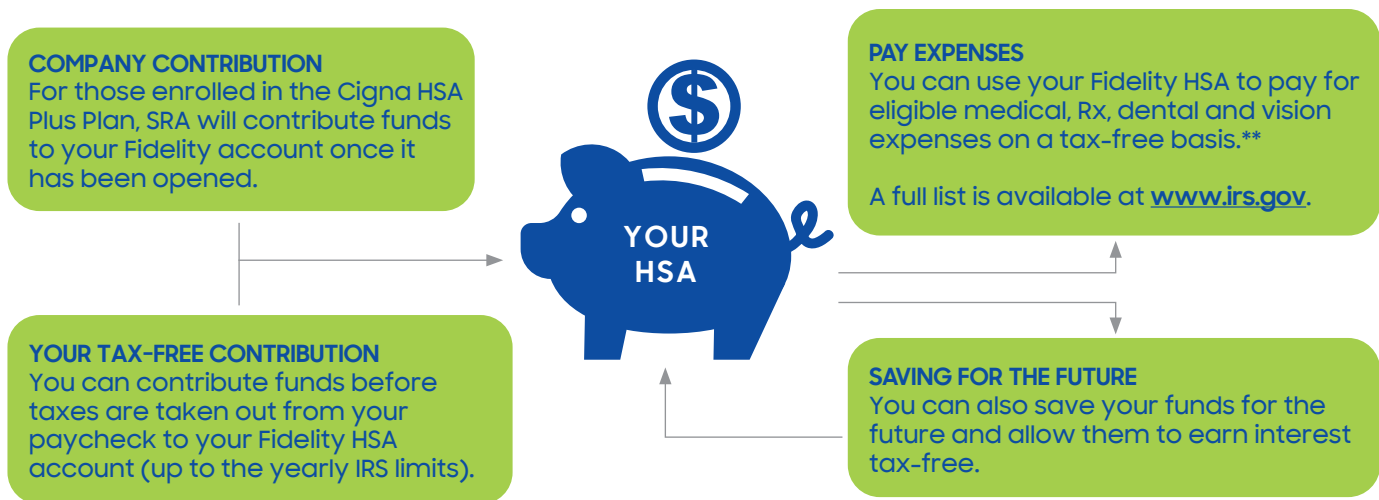 COMPANY CONTRIBUTION
For those enrolled in the Cigna HSA
Plus Plan, SRA will contribute funds
to your Fidelity account once it
has been opened.
YOUR TAX-FREE CONTRIBUTION
You can contribute funds before
taxes are taken out from your
paycheck to your Fidelity HSA
account (up to the yearly IRS limits).
$
YOUR
HSA
PAY EXPENSES
You can use your Fidelity HSA to pay for
eligible medical, Rx, dental and vision
expenses on a tax-free basis.**
A full list is available at www.irs.gov.
SAVING FOR THE FUTURE
You can also save your funds for the
future and allow them to earn interest
tax-free.